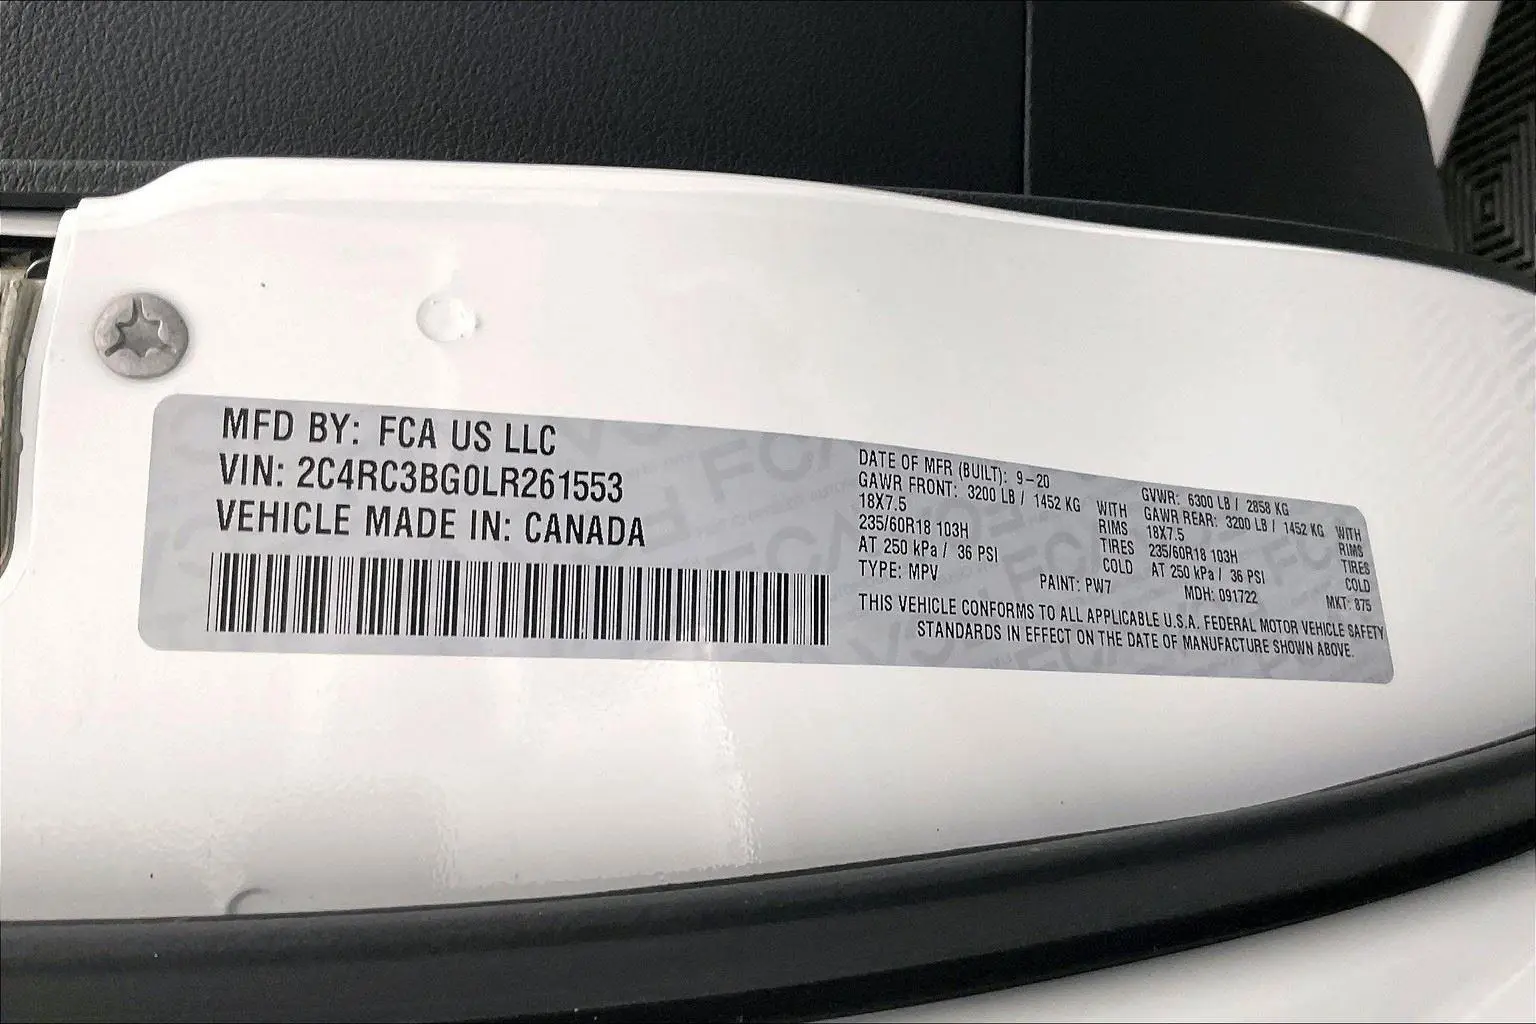 MFD BY: FCA US LLC
VIN: 2C4RC3BG0LR261553
VEHICLE MADE IN: CANADA
DATE OF MFR (BUILT): 9-20 GVWR: 6300 LB / 2858 KG
GAWR FRONT: 3200 LB / 1452 KG WITH GAWR REAR: 3200 LB / 1452 KG WITH
18X7.5 RIMS 18X7.5 RIMS
235/60R18 103H TIRES 235/60R18 103H TIRES
AT 250 kPa / 36 PSI COLD AT 250 kPa / 36 PSI COLD
TYPE: MPV PAINT: PW7 MDH: 091722 MKT: 875
THIS VEHICLE CONFORMS TO ALL APPLICABLE U.S.A. FEDERAL MOTOR VEHICLE SAFETY
STANDARDS IN EFFECT ON THE DATE OF MANUFACTURE SHOWN ABOVE.